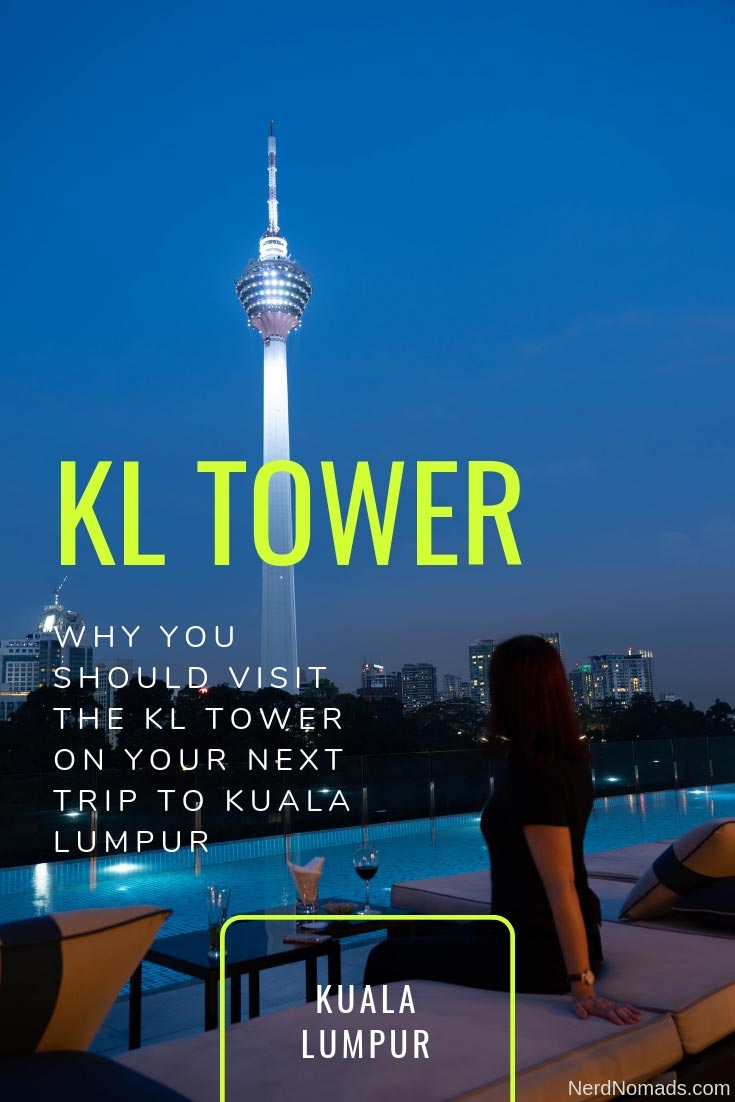 KL TOWER
WHY YOU
SHOULD VISIT
THE KL TOWER
ON YOUR NEXT
TRIP TO KUALA
LUMPUR
KUALA
LUMPUR
NerdNomads.com